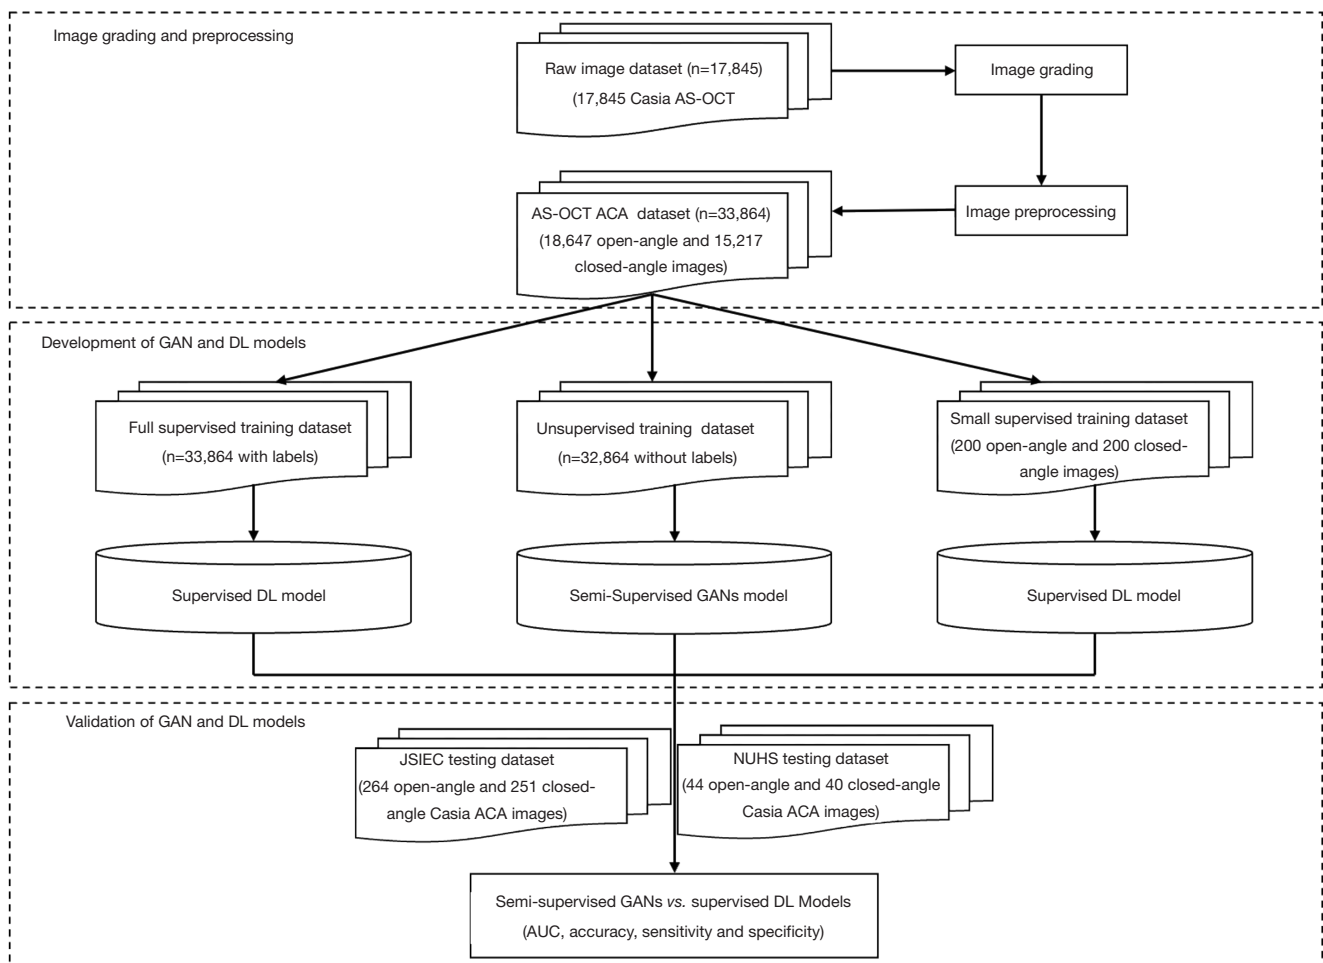 Image grading and preprocessing
Raw image dataset (n=17,845)
(17,845 Casia AS-OCT
Image grading
Image preprocessing
AS-OCT ACA dataset (n=33,864)
(18,647 open-angle and 15,217
closed-angle images)
Development of GAN and DL models
Full supervised training dataset
(n=33,864 with labels)
Unsupervised training dataset
(n=32,864 without labels)
Small supervised training dataset
(200 open-angle and 200 closed-
angle images)
Supervised DL model
Semi-Supervised GANs model
Supervised DL model
Validation of GAN and DL models
JSIEC testing dataset
(264 open-angle and 251 closed-
angle Casia ACA images)
NUHS testing dataset
(44 open-angle and 40 closed-angle
Casia ACA images)
Semi-supervised GANs vs. supervised DL Models
(AUC, accuracy, sensitivity and specificity)